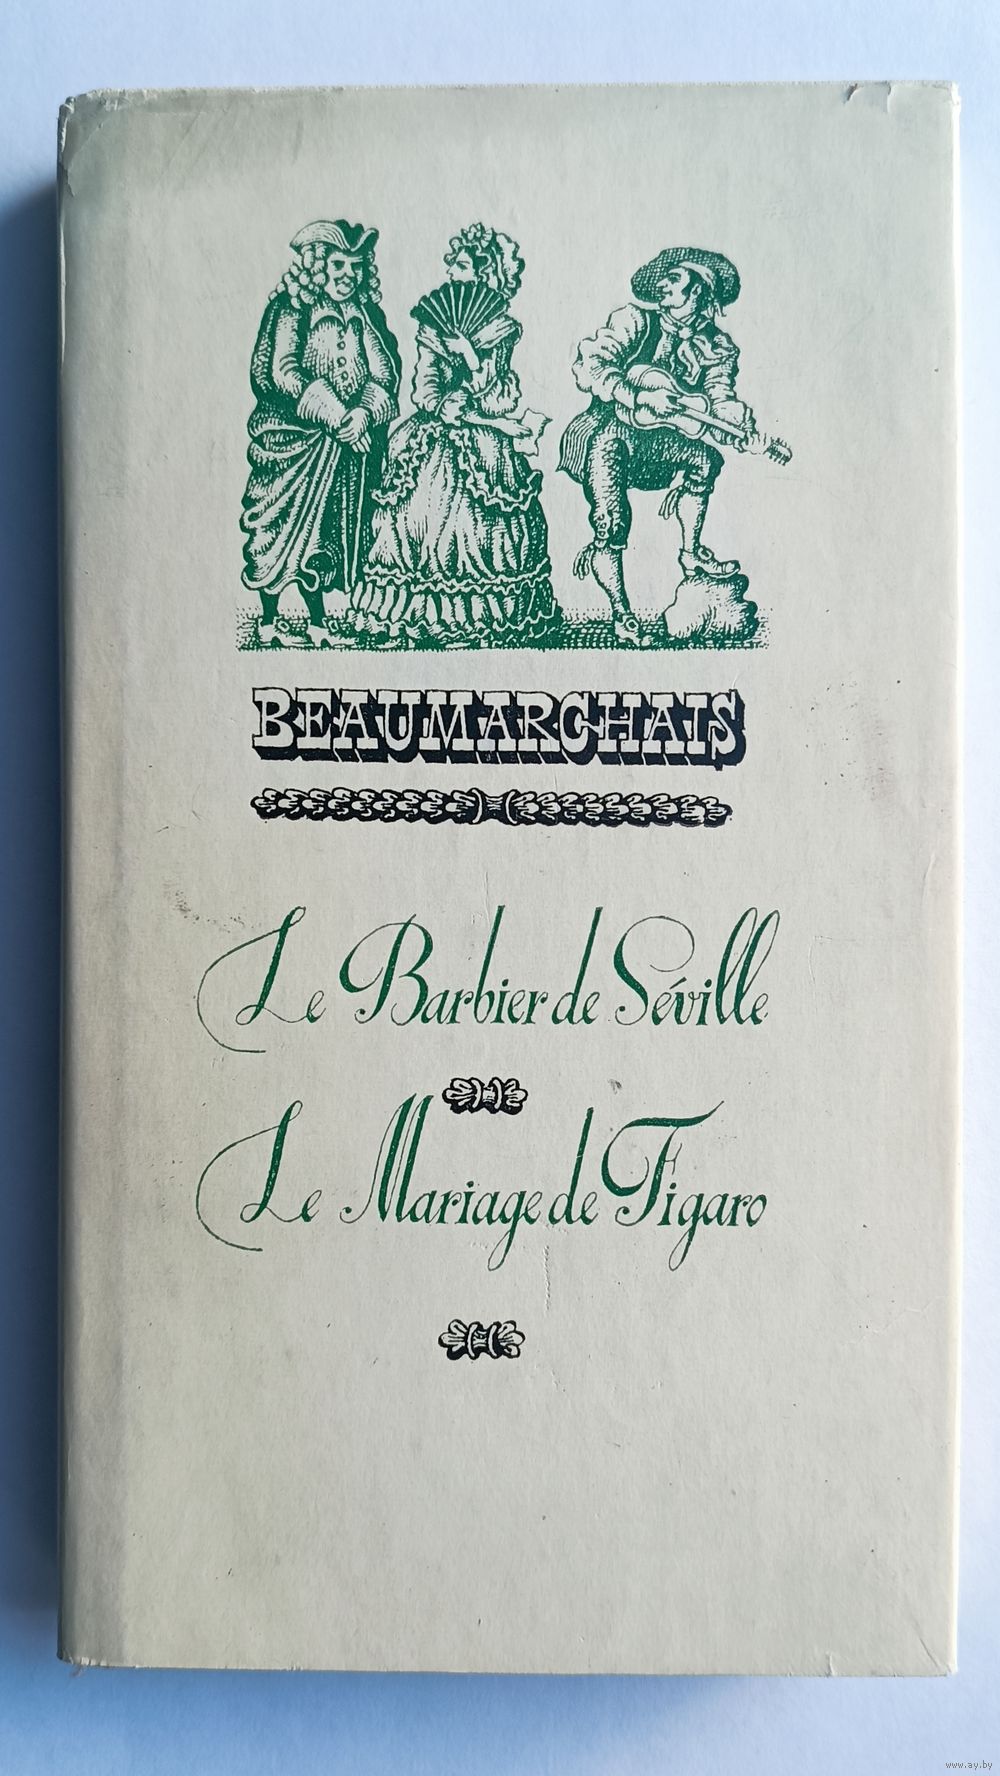 BEAUMARCHAIS
Le Barbier de Séville
Le Mariage de Figaro
www.ay.by